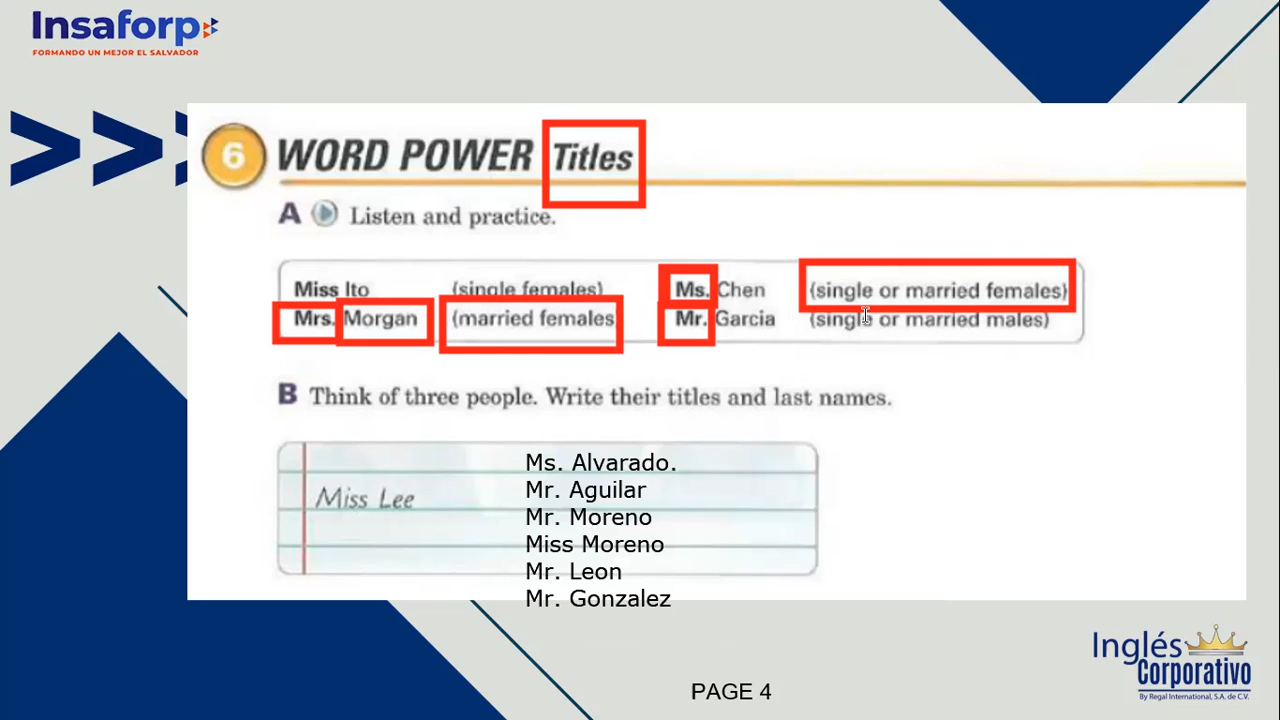 Insaforp
FORMANDO UN MEJOR EL SALVADOR
6 WORD POWER Titles
A Listen and practice.
Miss Ito (single females) Ms. Chen (single or married females)
Mrs. Morgan (married females Mr. Garcia (single or married males)
B Think of three people. Write their titles and last names.
Miss Lee
Ms. Alvarado.
Mr. Aguilar
Mr. Moreno
Miss Moreno
Mr. Leon
Mr. Gonzalez
Inglés
Corporativo
By Regal International, S.A. de C.V.
PAGE 4